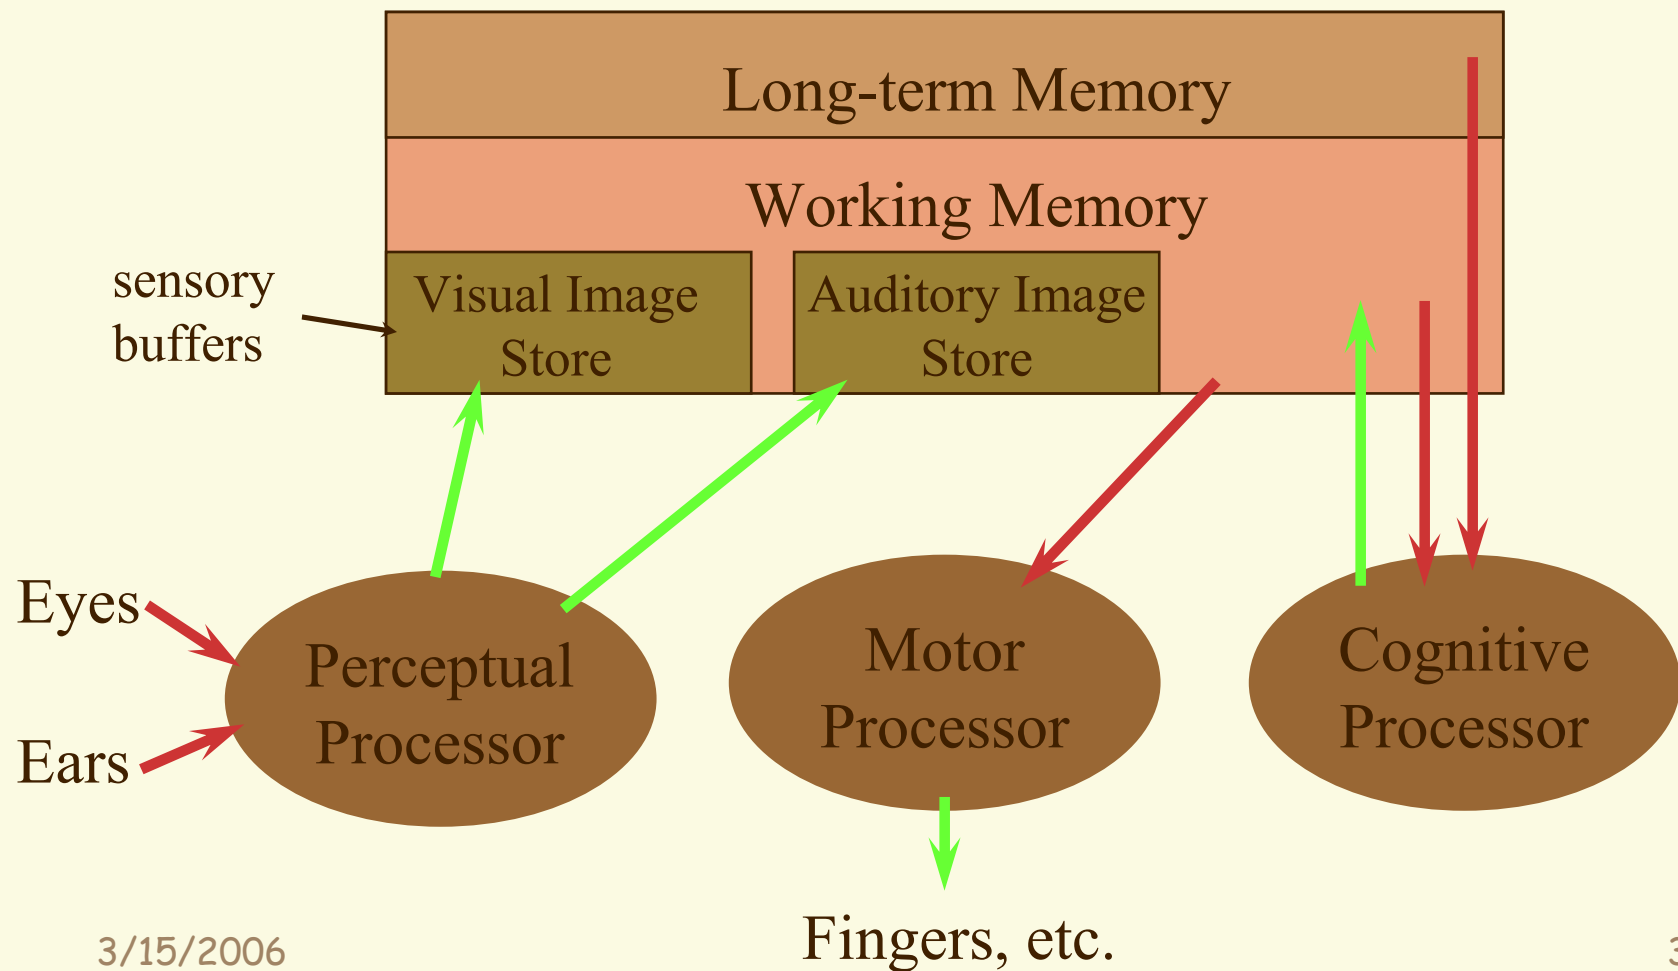 Long-term Memory
Working Memory
sensory
buffers
Visual Image
Store
Auditory Image
Store
Eyes
Ears
Perceptual
Processor
Motor
Processor
Cognitive
Processor
Fingers, etc.
3/15/2006
3